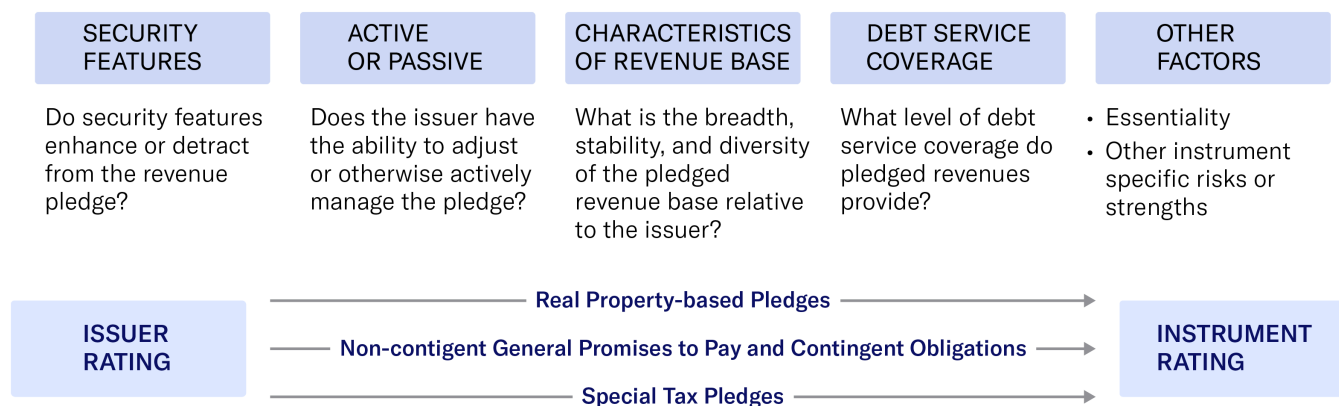 SECURITY
FEATURES
Do security features
enhance or detract
from the revenue
pledge?
ACTIVE
OR PASSIVE
Does the issuer have
the ability to adjust
or otherwise actively
manage the pledge?
CHARACTERISTICS
OF REVENUE BASE
What is the breadth,
stability, and diversity
of the pledged
revenue base relative
to the issuer?
DEBT SERVICE
COVERAGE
What level of debt
service coverage do
pledged revenues
provide?
OTHER
FACTORS
• Essentiality
• Other instrument
specific risks or
strengths
ISSUER
RATING
Real Property-based Pledges
Non-contigent General Promises to Pay and Contingent Obligations
Special Tax Pledges
INSTRUMENT
RATING